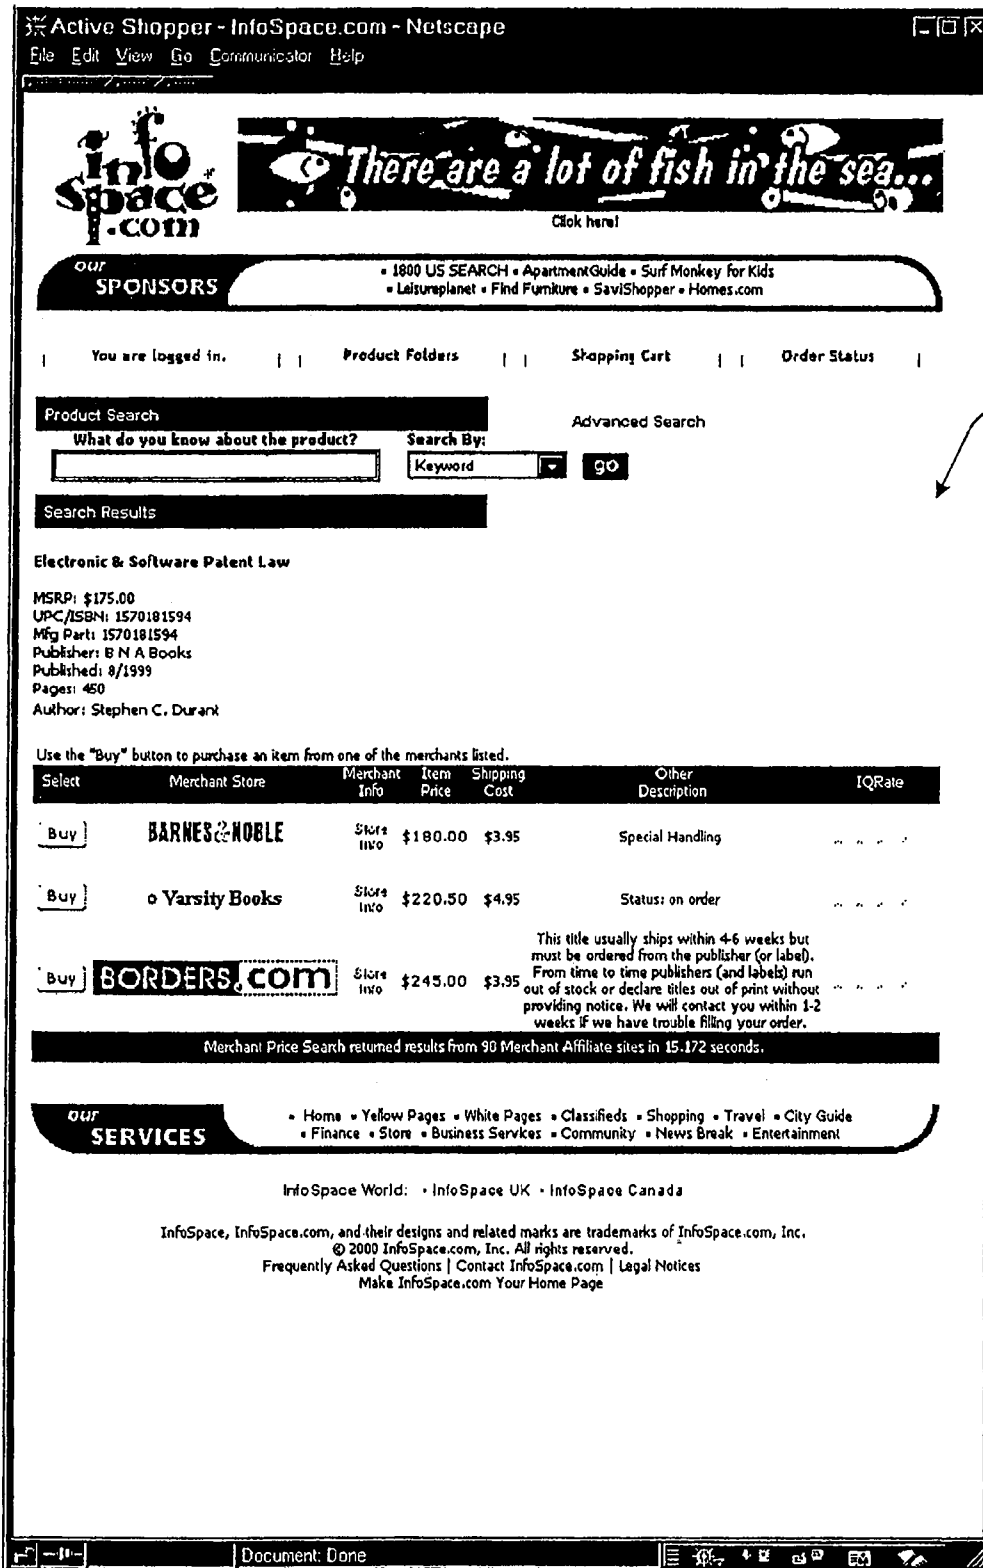 Active Shopper - InfoSpace.com - Netscape
File Edit View Go Communicator Help
info space .com
There are a lot of fish in the sea...
Click here!
our SPONSORS
• 1800 US SEARCH • ApartmentGuide • Surf Monkey for Kids
• Leisureplanet • Find Furniture • SaviShopper • Homes.com
| You are logged in. | | Product Folders | | Shopping Cart | | Order Status |
Product Search
Advanced Search
What do you know about the product? Search By:
Keyword go
Search Results
Electronic & Software Patent Law
MSRP: $175.00
UPC/ISBN: 1570181594
Mfg Part: 1570181594
Publisher: B N A Books
Published: 8/1999
Pages: 450
Author: Stephen C. Durant
Use the "Buy" button to purchase an item from one of the merchants listed.
Select Merchant Store Merchant Info Item Price Shipping Cost Other Description IQRate
Buy BARNES & NOBLE Store Info $180.00 $3.95 Special Handling
Buy Varsity Books Store Info $220.50 $4.95 Status: on order
Buy BORDERS.com Store Info $245.00 $3.95
This title usually ships within 4-6 weeks but
must be ordered from the publisher (or label).
From time to time publishers (and labels) run
out of stock or declare titles out of print without
providing notice. We will contact you within 1-2
weeks if we have trouble filling your order.
Merchant Price Search returned results from 90 Merchant Affiliate sites in 15.172 seconds.
our SERVICES
• Home • Yellow Pages • White Pages • Classifieds • Shopping • Travel • City Guide
• Finance • Store • Business Services • Community • News Break • Entertainment
InfoSpace World: • InfoSpace UK • InfoSpace Canada
InfoSpace, InfoSpace.com, and their designs and related marks are trademarks of InfoSpace.com, Inc.
© 2000 InfoSpace.com, Inc. All rights reserved.
Frequently Asked Questions | Contact InfoSpace.com | Legal Notices
Make InfoSpace.com Your Home Page
Document: Done